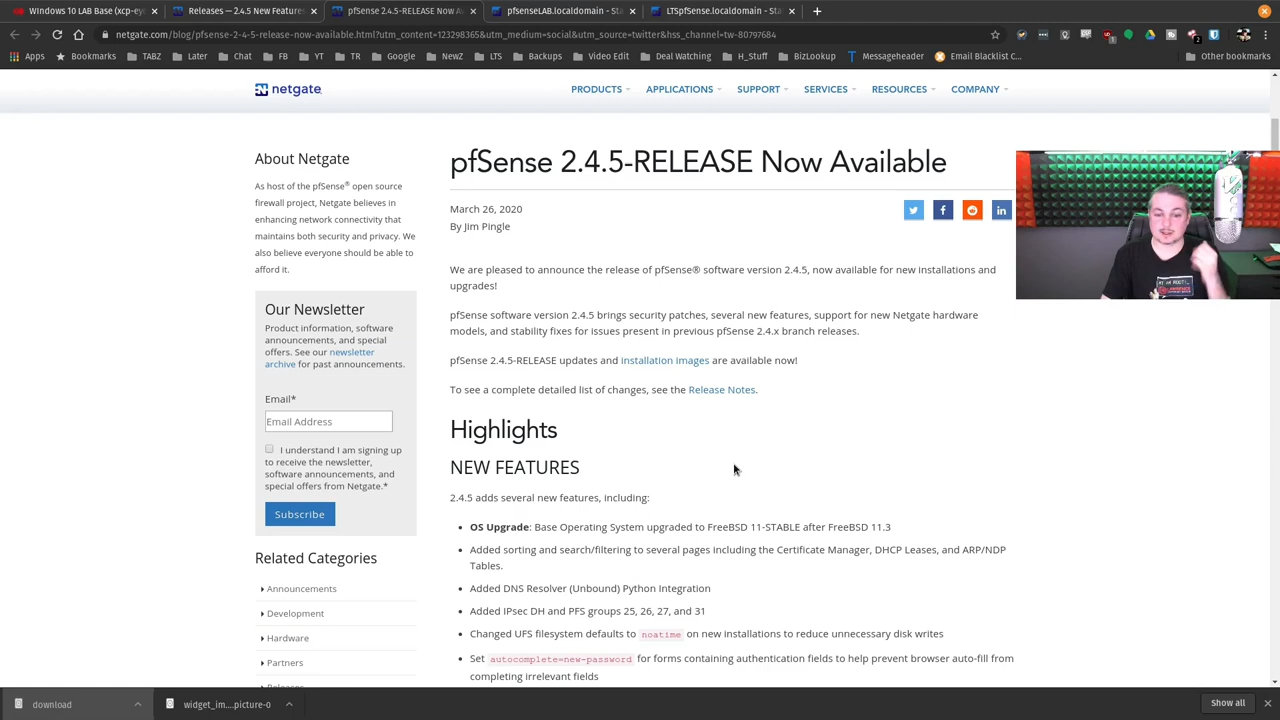 Windows 10 LAB Base (xcp-ey
Releases — 2.4.5 New Features
pfSense 2.4.5-RELEASE Now Av
pfsenseLAB.localdomain - Sta
LTSpfSense.localdomain - Sta
netgate.com/blog/pfsense-2-4-5-release-now-available.html?utm_content=123298365&utm_medium=social&utm_source=twitter&hss_channel=tw-80797684
Apps Bookmarks TABZ Later Chat FB YT TR Google NewZ LTS Backups Video Edit Deal Watching H_Stuff BizLookup Messageheader Email Blacklist C... Other bookmarks
netgate
PRODUCTS APPLICATIONS SUPPORT SERVICES RESOURCES COMPANY
About Netgate
As host of the pfSense® open source
firewall project, Netgate believes in
enhancing network connectivity that
maintains both security and privacy. We
also believe everyone should be able to
afford it.
Our Newsletter
Product information, software
announcements, and special
offers. See our newsletter
archive for past announcements.
Email*
Email Address
I understand I am signing up
to receive the newsletter,
software announcements, and
special offers from Netgate.*
Subscribe
Related Categories
Announcements
Development
Hardware
Partners
pfSense 2.4.5-RELEASE Now Available
March 26, 2020
By Jim Pingle
We are pleased to announce the release of pfSense® software version 2.4.5, now available for new installations and
upgrades!
pfSense software version 2.4.5 brings security patches, several new features, support for new Netgate hardware
models, and stability fixes for issues present in previous pfSense 2.4.x branch releases.
pfSense 2.4.5-RELEASE updates and installation images are available now!
To see a complete detailed list of changes, see the Release Notes.
Highlights
NEW FEATURES
2.4.5 adds several new features, including:
• OS Upgrade: Base Operating System upgraded to FreeBSD 11-STABLE after FreeBSD 11.3
• Added sorting and search/filtering to several pages including the Certificate Manager, DHCP Leases, and ARP/NDP
Tables.
• Added DNS Resolver (Unbound) Python Integration
• Added IPsec DH and PFS groups 25, 26, 27, and 31
• Changed UFS filesystem defaults to noatime on new installations to reduce unnecessary disk writes
• Set autocomplete=new-password for forms containing authentication fields to help prevent browser auto-fill from
completing irrelevant fields
download
widget_im....picture-0
Show all